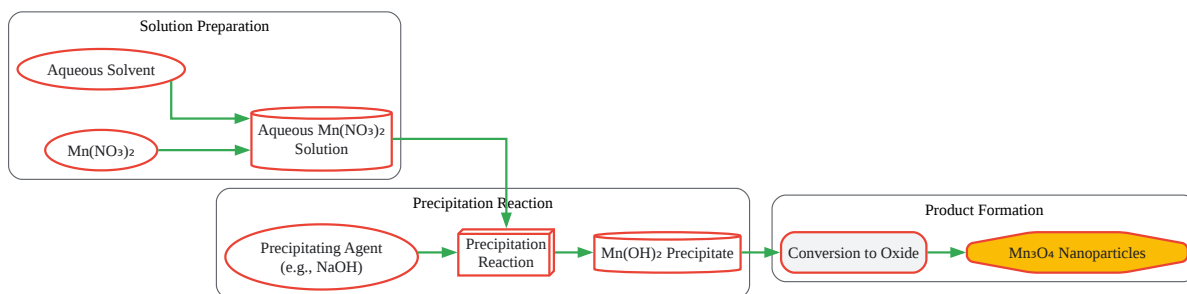 Solution Preparation
Aqueous Solvent
Mn(NO₃)₂
Aqueous Mn(NO₃)₂
Solution
Precipitation Reaction
Precipitating Agent
(e.g., NaOH)
Precipitation
Reaction
Mn(OH)₂ Precipitate
Product Formation
Conversion to Oxide
Mn₃O₄ Nanoparticles